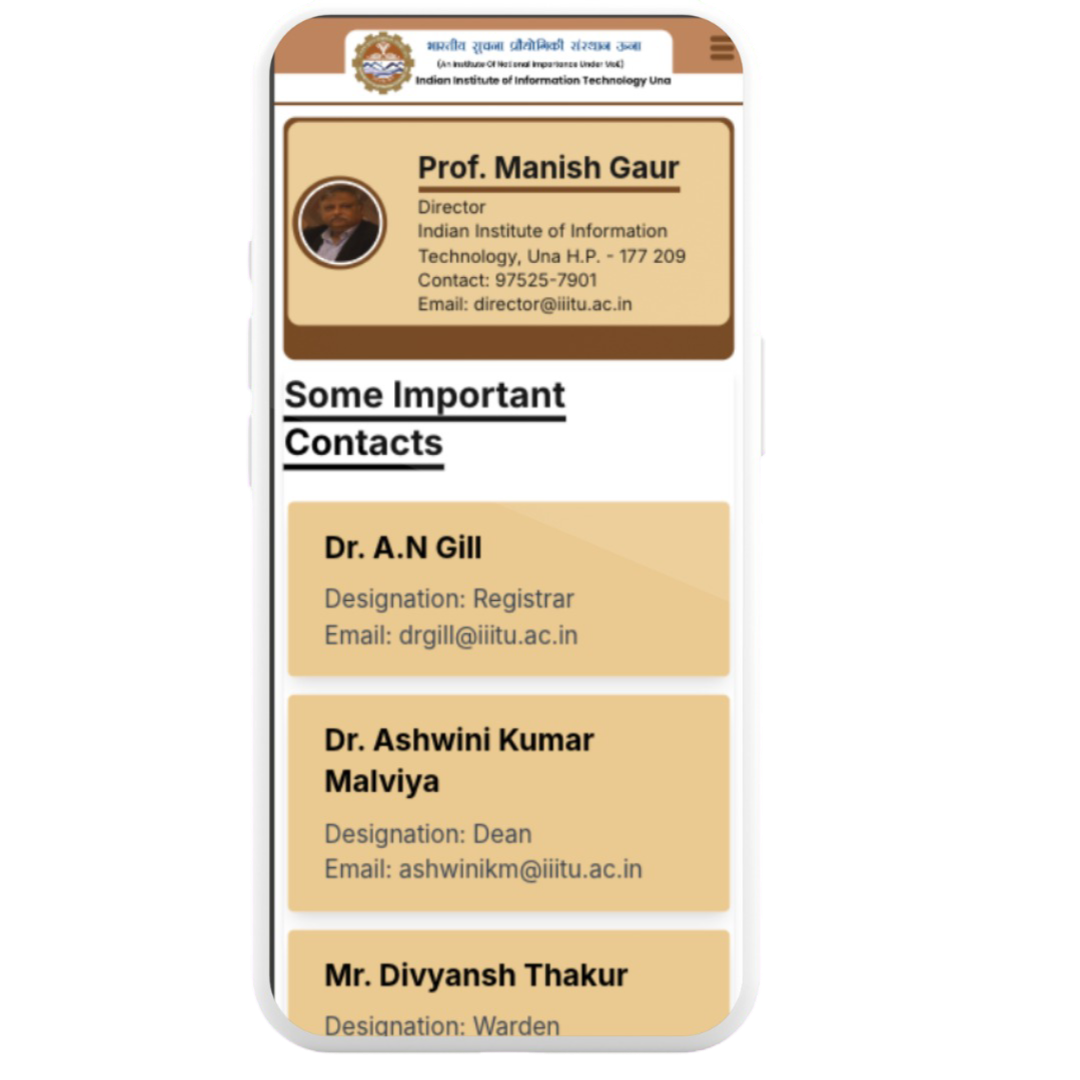 भारतीय सूचना प्रौद्योगिकी संस्थान ऊना
(An Institute Of National Importance Under MoE)
Indian Institute of Information Technology Una
Prof. Manish Gaur
Director
Indian Institute of Information
Technology, Una H.P. - 177 209
Contact: 97525-7901
Email: director@iiitu.ac.in
Some Important
Contacts
Dr. A.N Gill
Designation: Registrar
Email: drgill@iiitu.ac.in
Dr. Ashwini Kumar
Malviya
Designation: Dean
Email: ashwinikm@iiitu.ac.in
Mr. Divyansh Thakur
Designation: Warden